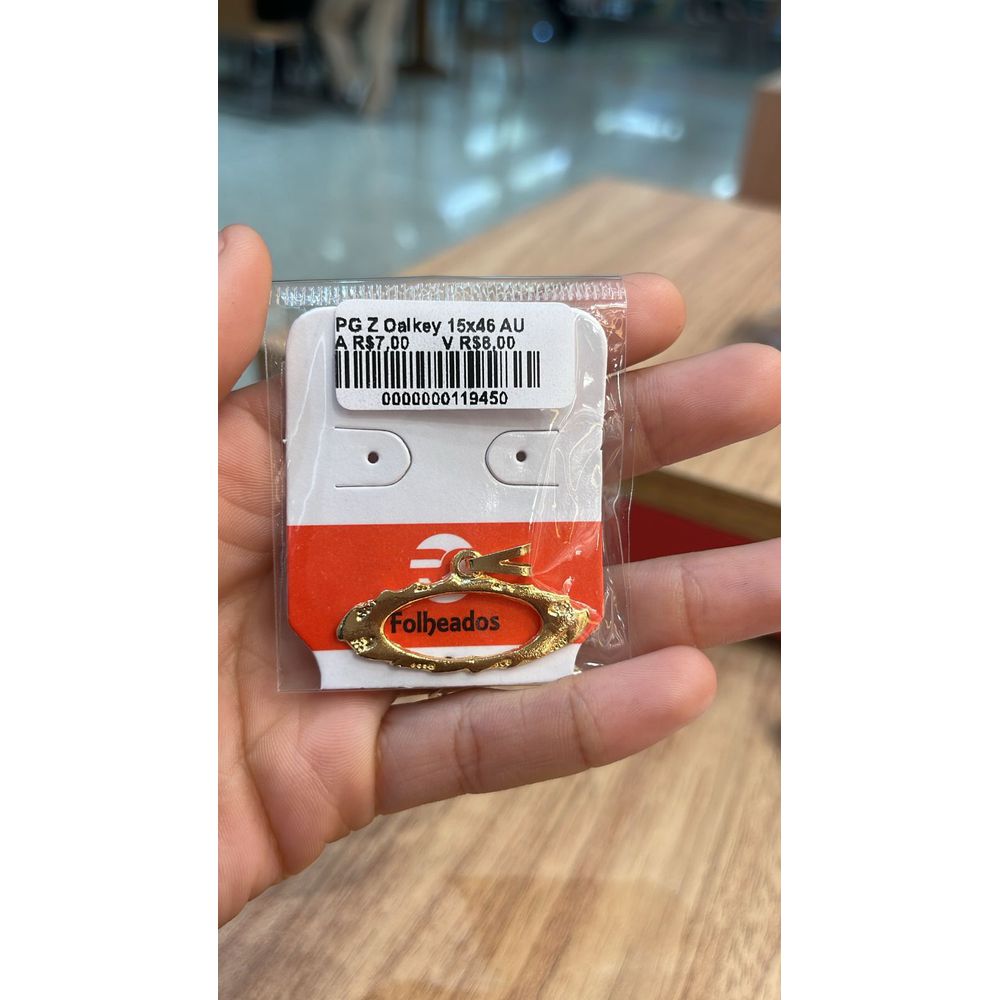 PG Z Oalkey 15x46 AU
A R$7,00 V R$8,00
0000000119450
Folheados